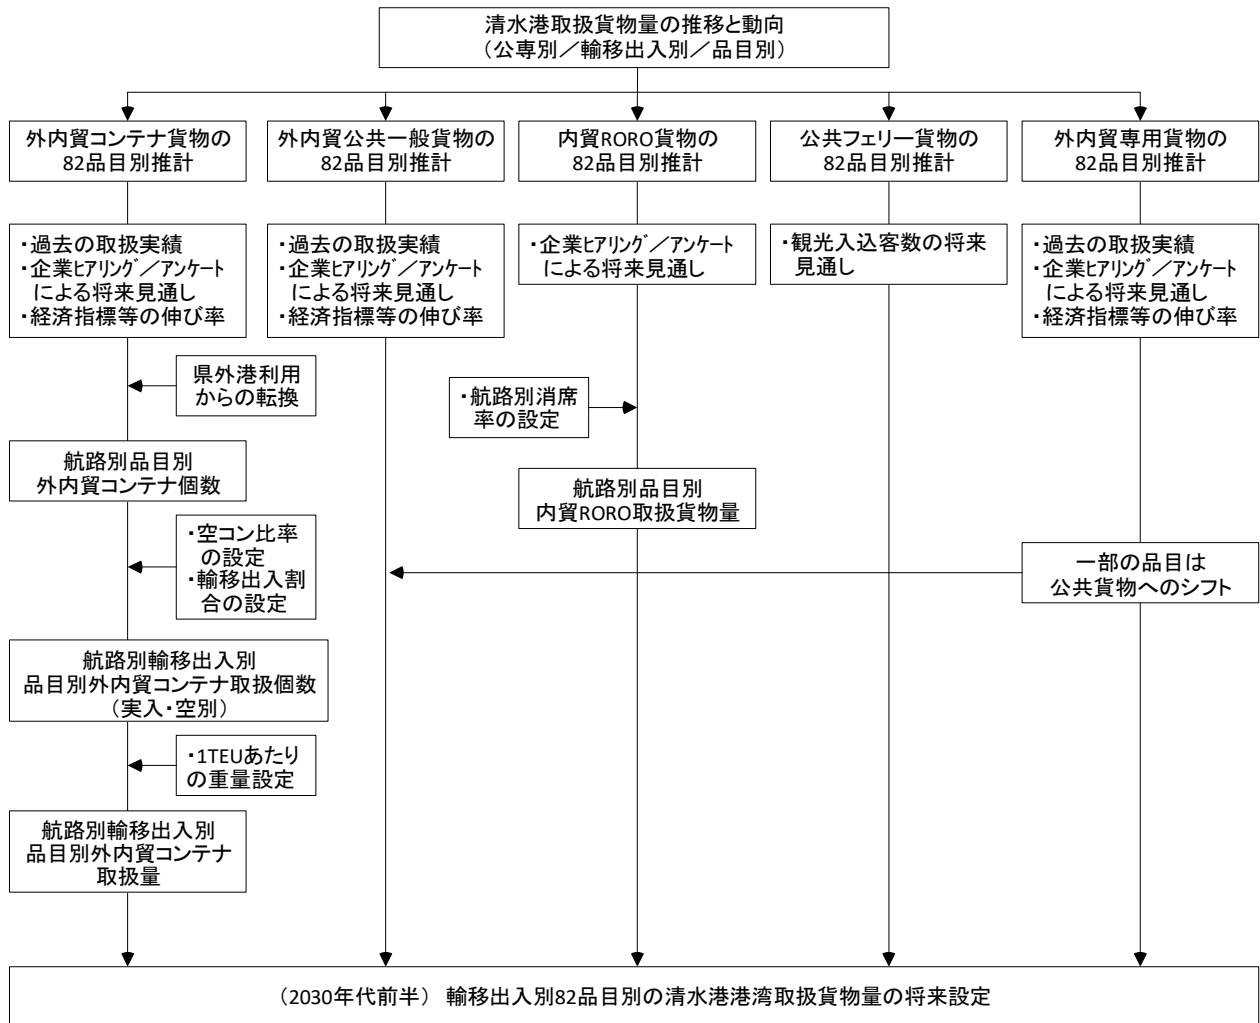 清水港取扱貨物量の推移と動向
（公専別／輸移出入別／品目別）
外内貿コンテナ貨物の
82品目別推計
外内貿公共一般貨物の
82品目別推計
内貿RORO貨物の
82品目別推計
公共フェリー貨物の
82品目別推計
外内貿専用貨物の
82品目別推計
・過去の取扱実績
・企業ﾋｱﾘﾝｸﾞ／ｱﾝｹｰﾄ
による将来見通し
・経済指標等の伸び率
・過去の取扱実績
・企業ﾋｱﾘﾝｸﾞ／ｱﾝｹｰﾄ
による将来見通し
・経済指標等の伸び率
・企業ﾋｱﾘﾝｸﾞ／ｱﾝｹｰﾄ
による将来見通し
・観光入込客数の将来
見通し
・過去の取扱実績
・企業ﾋｱﾘﾝｸﾞ／ｱﾝｹｰﾄ
による将来見通し
・経済指標等の伸び率
県外港利用
からの転換
・航路別消席
率の設定
航路別品目別
外内貿コンテナ個数
航路別品目別
内貿RORO取扱貨物量
・空コン比率
の設定
・輸移出入割
合の設定
一部の品目は
公共貨物へのシフト
航路別輸移出入別
品目別外内貿コンテナ取扱個数
（実入・空別）
・1TEUあたり
の重量設定
航路別輸移出入別
品目別外内貿コンテナ
取扱量
（2030年代前半） 輸移出入別82品目別の清水港港湾取扱貨物量の将来設定